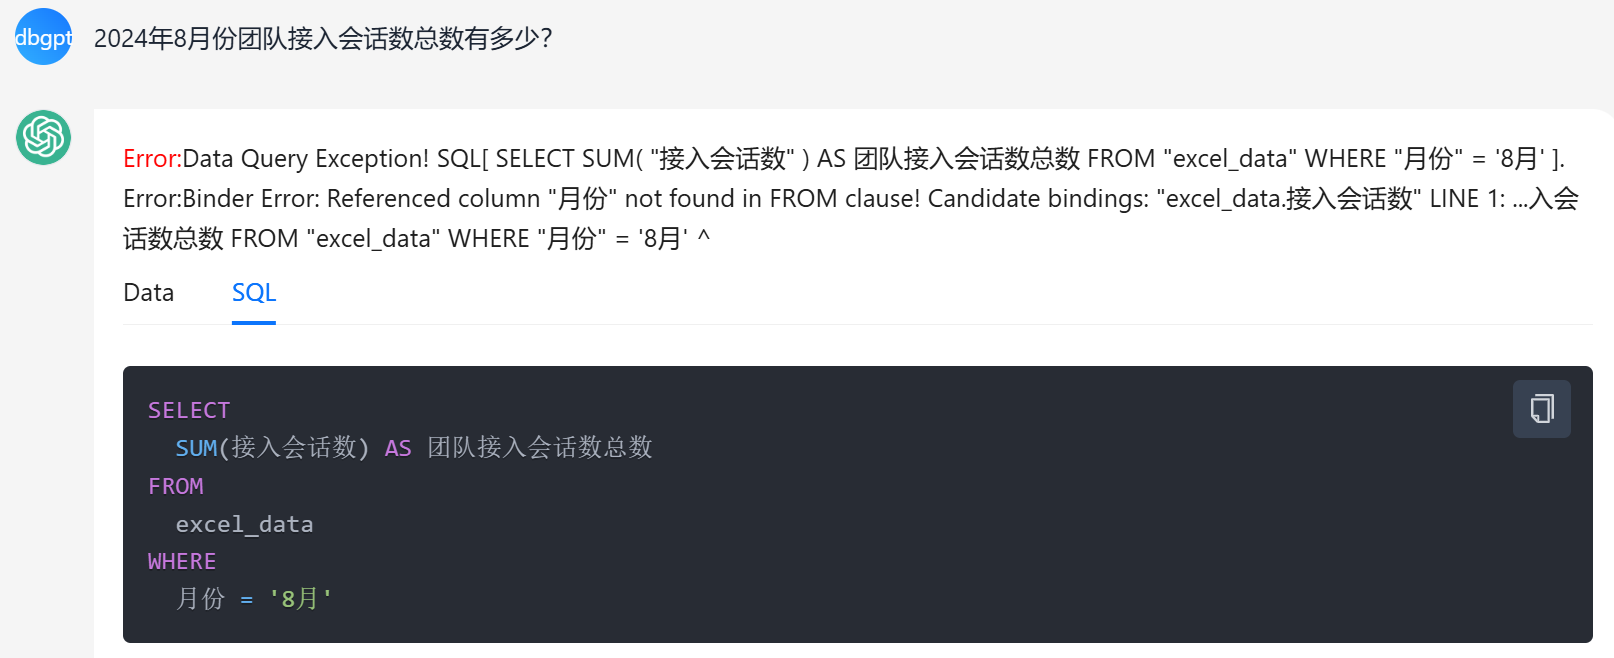 dbgpt
2024年8月份团队接入会话数总数有多少?
Error:Data Query Exception! SQL[ SELECT SUM( "接入会话数" ) AS 团队接入会话数总数 FROM "excel_data" WHERE "月份" = '8月' ].
Error:Binder Error: Referenced column "月份" not found in FROM clause! Candidate bindings: "excel_data.接入会话数" LINE 1: ...入会
话数总数 FROM "excel_data" WHERE "月份" = '8月' ^
Data SQL
SELECT
SUM(接入会话数) AS 团队接入会话数总数
FROM
excel_data
WHERE
月份 = '8月'